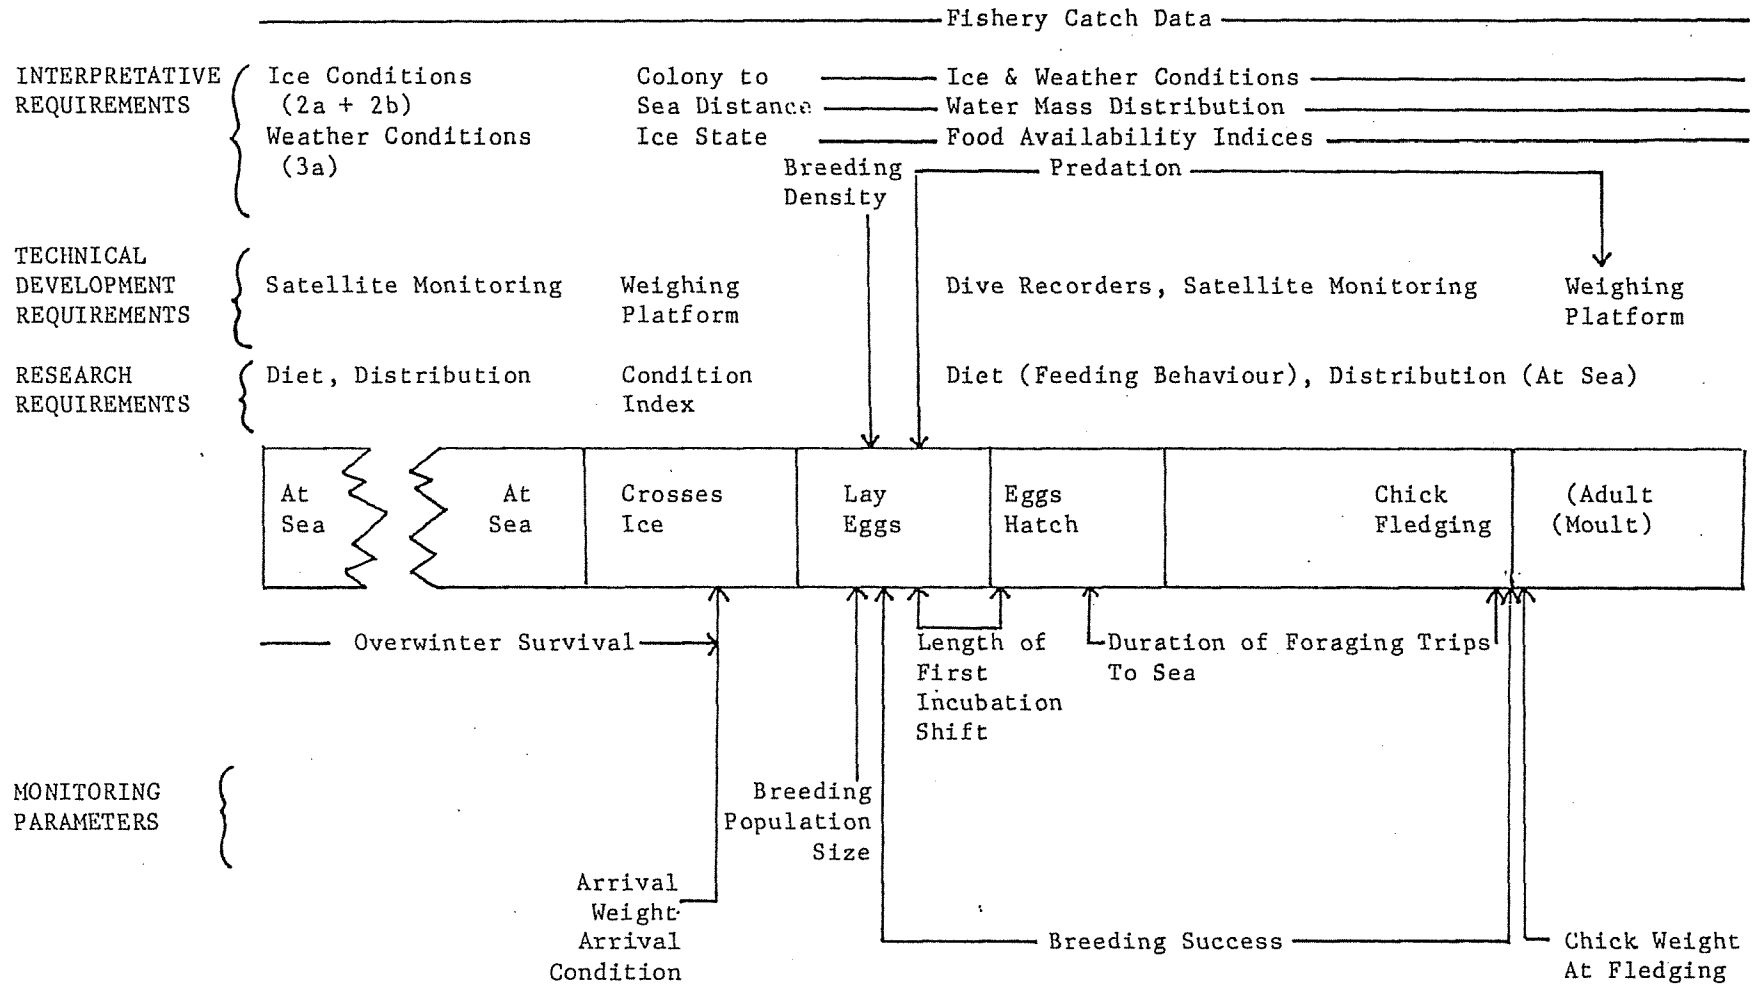 Fishery Catch Data
INTERPRETATIVE
REQUIREMENTS
Ice Conditions
(2a + 2b)
Weather Conditions
(3a)
Colony to
Sea Distance
Ice State
Ice & Weather Conditions
Water Mass Distribution
Food Availability Indices
Breeding
Density
Predation
TECHNICAL
DEVELOPMENT
REQUIREMENTS
Satellite Monitoring
Weighing
Platform
Dive Recorders, Satellite Monitoring
Weighing
Platform
RESEARCH
REQUIREMENTS
Diet, Distribution
Condition
Index
Diet (Feeding Behaviour), Distribution (At Sea)
At
Sea
At
Sea
Crosses
Ice
Lay
Eggs
Eggs
Hatch
Chick
Fledging
(Adult
(Moult)
Overwinter Survival
Length of
First
Incubation
Shift
Duration of Foraging Trips
To Sea
MONITORING
PARAMETERS
Breeding
Population
Size
Arrival
Weight
Arrival
Condition
Breeding Success
Chick Weight
At Fledging